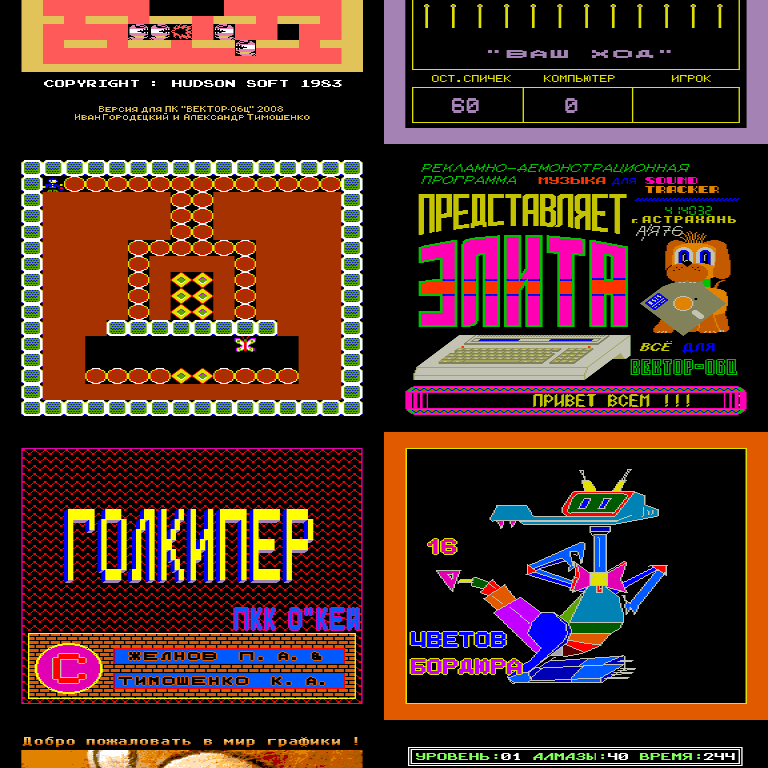 COPYRIGHT : HUDSON SOFT 1983
Версия для ПК "ВЕКТОР-06ц" 2008
Иван Городецкий и Александр Тимошенко
"ВАШ ХОД"
ОСТ.СПИЧЕК КОМПЬЮТЕР ИГРОК
60 0
РЕКЛАМНО-ДЕМОНСТРАЦИОННАЯ
ПРОГРАММА МУЗЫКА ДЛЯ SOUND
TRACKER
ПРЕДСТАВЛЯЕТ
414032
г. АСТРАХАНЬ
ЭЛИТА
ВСЁ ДЛЯ
ВЕКТОР-06Ц
ПРИВЕТ ВСЕМ !!!
ГОЛКИПЕР
ПКК О"КЕЙ
С
ЖЕЛНОВ П. А. &
ТИМОШЕНКО К. А.
16
ЦВЕТОВ
БОРДЮРА
Добро пожаловать в мир графики !
УРОВЕНЬ:01 АЛМАЗЫ:40 ВРЕМЯ:244